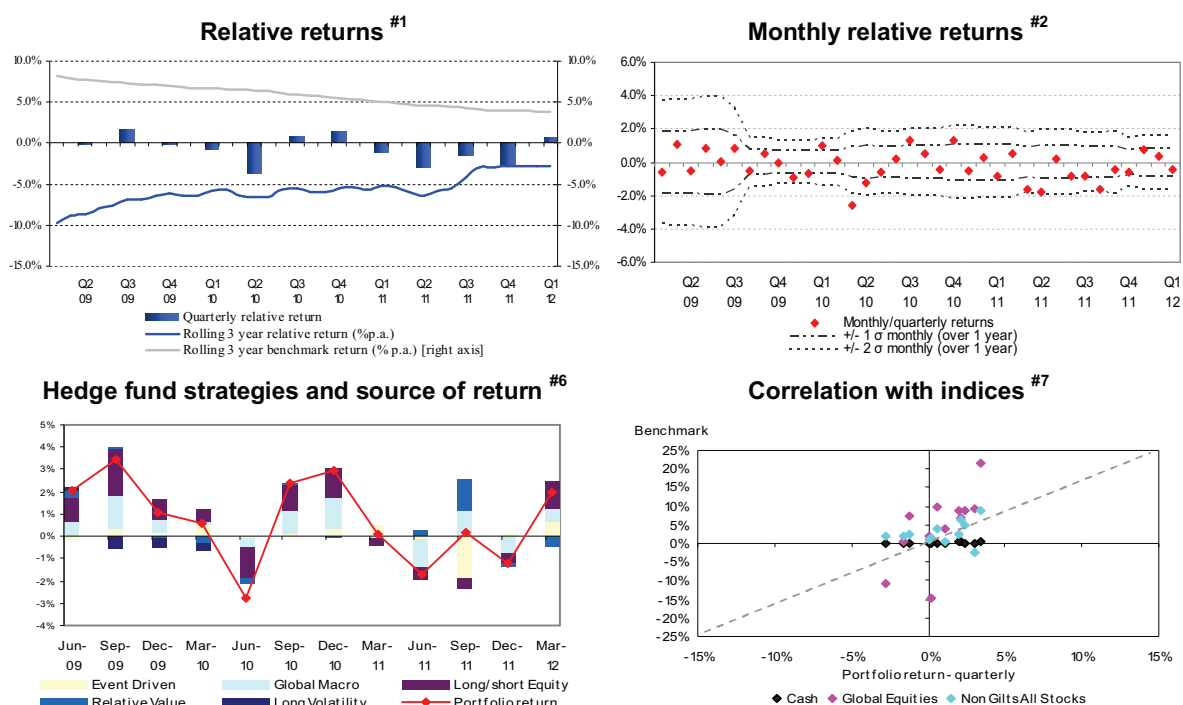 Relative returns #1
10.0%
5.0%
0.0%
-5.0%
-10.0%
-15.0%
10.0%
5.0%
0.0%
-5.0%
-10.0%
-15.0%
Q2 09 Q3 09 Q4 09 Q1 10 Q2 10 Q3 10 Q4 10 Q1 11 Q2 11 Q3 11 Q4 11 Q1 12
Quarterly relative return
Rolling 3 year relative return (%p.a.)
Rolling 3 year benchmark return (% p.a.) [right axis]
Monthly relative returns #2
6.0%
4.0%
2.0%
0.0%
-2.0%
-4.0%
-6.0%
Q2 09 Q3 09 Q4 09 Q1 10 Q2 10 Q3 10 Q4 10 Q1 11 Q2 11 Q3 11 Q4 11 Q1 12
Monthly/quarterly returns
+/- 1 σ monthly (over 1 year)
+/- 2 σ monthly (over 1 year)
Hedge fund strategies and source of return #6
5%
4%
3%
2%
1%
0%
-1%
-2%
-3%
-4%
Jun-09 Sep-09 Dec-09 Mar-10 Jun-10 Sep-10 Dec-10 Mar-11 Jun-11 Sep-11 Dec-11 Mar-12
Event Driven Global Macro Long/short Equity
Relative Value Long Volatility Portfolio return
Correlation with indices #7
Benchmark
25%
20%
15%
10%
5%
0%
-5%
-10%
-15%
-20%
-25%
-15% -10% -5% 0% 5% 10% 15%
Portfolio return - quarterly
Cash Global Equities Non Gilts All Stocks